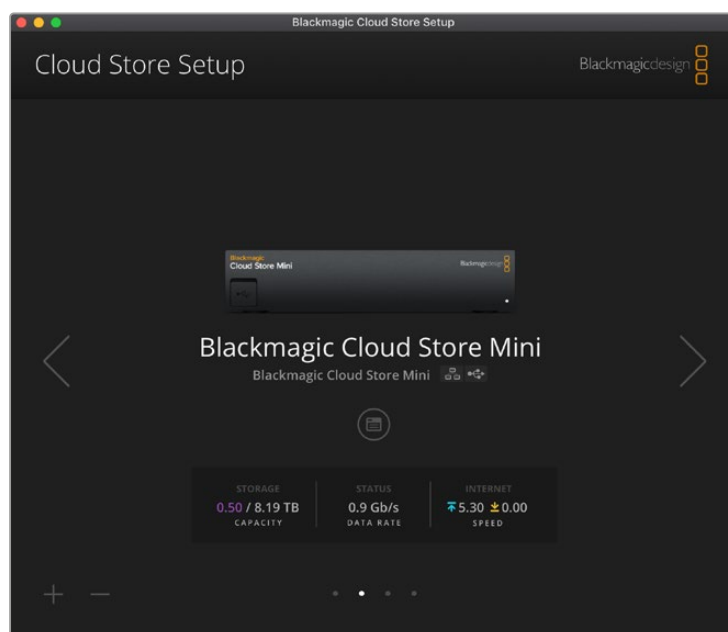 Blackmagic Cloud Store Setup
Cloud Store Setup
Blackmagicdesign
Blackmagic
Cloud Store Mini
Blackmagicdesign
Blackmagic Cloud Store Mini
Blackmagic Cloud Store Mini
STORAGE STATUS INTERNET
0.50 / 8.19 TB 0.9 Gb/s 5.30 0.00
CAPACITY DATA RATE SPEED